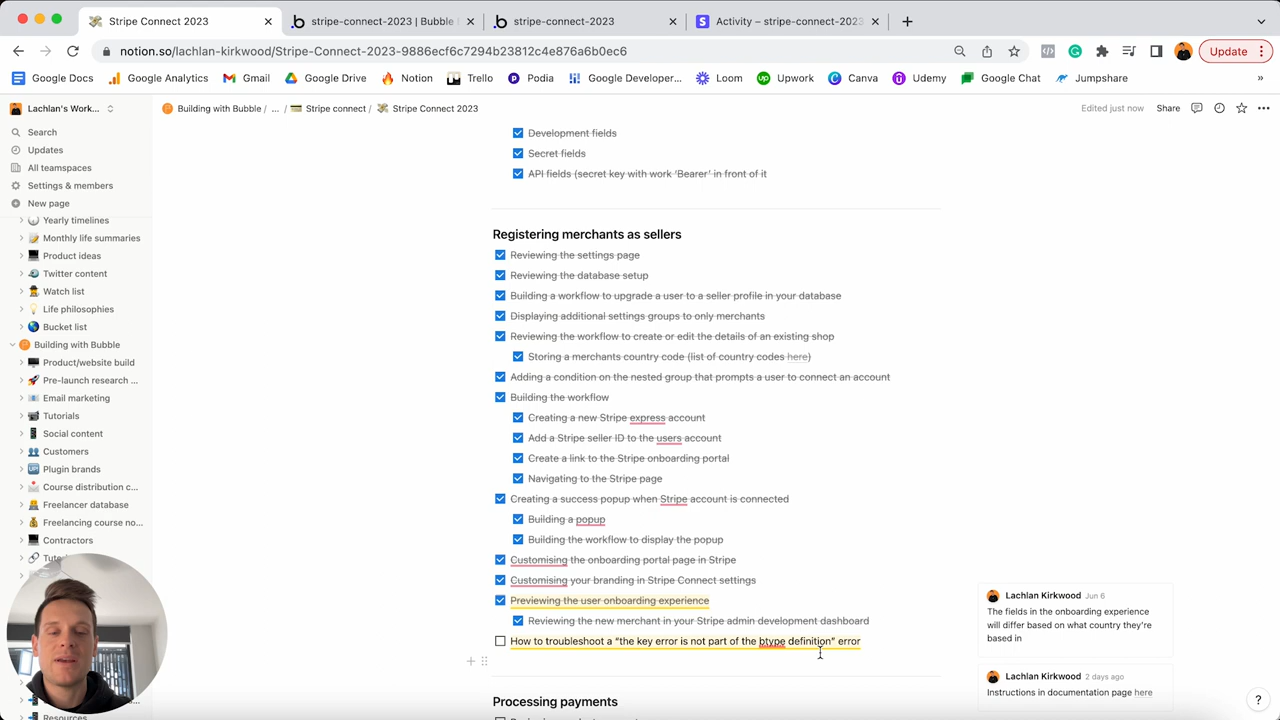 Stripe Connect 2023
stripe-connect-2023 | Bubble
stripe-connect-2023
Activity – stripe-connect-2023
notion.so/lachlan-kirkwood/Stripe-Connect-2023-9886ecf6c7294b23812c4e876a6b0ec6
Update
Google Docs
Google Analytics
Gmail
Google Drive
Notion
Trello
Podia
Google Developer...
Loom
Upwork
Canva
Udemy
Google Chat
Jumpshare
»
Lachlan's Work...
Building with Bubble / ... / Stripe connect / Stripe Connect 2023
Edited just now
Share
Search
Updates
All teamspaces
Settings & members
New page
Yearly timelines
Monthly life summaries
Product ideas
Twitter content
Watch list
Life philosophies
Bucket list
Building with Bubble
Product/website build
Pre-launch research ...
Email marketing
Tutorials
Social content
Customers
Plugin brands
Course distribution c...
Freelancer database
Freelancing course no...
Contractors
Resources
Development fields
Secret fields
API fields (secret key with work ‘Bearer’ in front of it
Registering merchants as sellers
Reviewing the settings page
Reviewing the database setup
Building a workflow to upgrade a user to a seller profile in your database
Displaying additional settings groups to only merchants
Reviewing the workflow to create or edit the details of an existing shop
Storing a merchants country code (list of country codes here)
Adding a condition on the nested group that prompts a user to connect an account
Building the workflow
Creating a new Stripe express account
Add a Stripe seller ID to the users account
Create a link to the Stripe onboarding portal
Navigating to the Stripe page
Creating a success popup when Stripe account is connected
Building a popup
Building the workflow to display the popup
Customising the onboarding portal page in Stripe
Customising your branding in Stripe Connect settings
Previewing the user onboarding experience
Reviewing the new merchant in your Stripe admin development dashboard
How to troubleshoot a “the key error is not part of the btype definition” error
Processing payments
Lachlan Kirkwood Jun 6
The fields in the onboarding experience
will differ based on what country they're
based in
Lachlan Kirkwood 2 days ago
Instructions in documentation page here
?